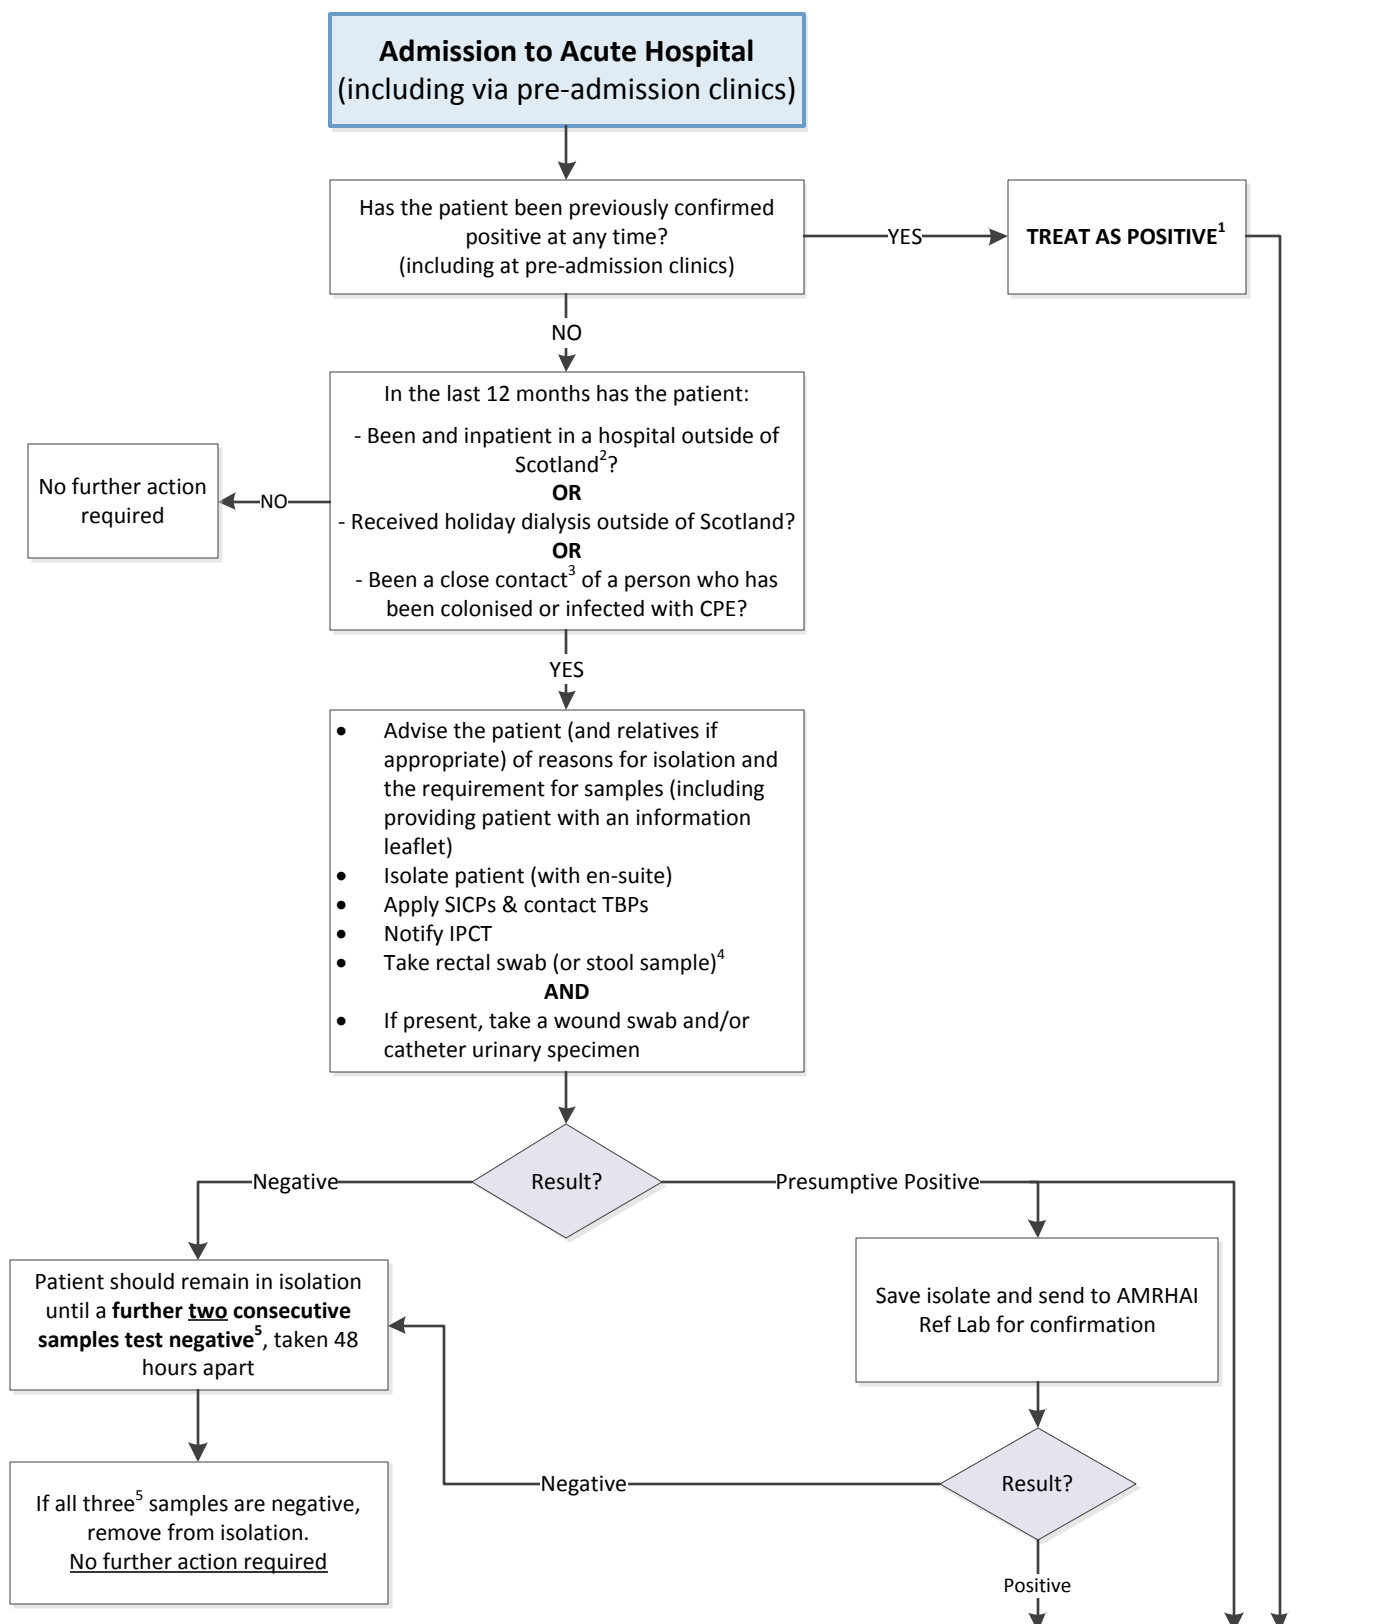 Admission to Acute Hospital
(including via pre-admission clinics)
Has the patient been previously confirmed
positive at any time?
(including at pre-admission clinics)
YES
TREAT AS POSITIVE1
NO
In the last 12 months has the patient:
- Been and inpatient in a hospital outside of
Scotland2?
OR
- Received holiday dialysis outside of Scotland?
OR
- Been a close contact3 of a person who has
been colonised or infected with CPE?
NO
No further action
required
YES
• Advise the patient (and relatives if
appropriate) of reasons for isolation and
the requirement for samples (including
providing patient with an information
leaflet)
• Isolate patient (with en-suite)
• Apply SICPs & contact TBPs
• Notify IPCT
• Take rectal swab (or stool sample)4
AND
• If present, take a wound swab and/or
catheter urinary specimen
Result?
Negative
Presumptive Positive
Patient should remain in isolation
until a further two consecutive
samples test negative5, taken 48
hours apart
Save isolate and send to AMRHAI
Ref Lab for confirmation
If all three5 samples are negative,
remove from isolation.
No further action required
Negative
Result?
Positive